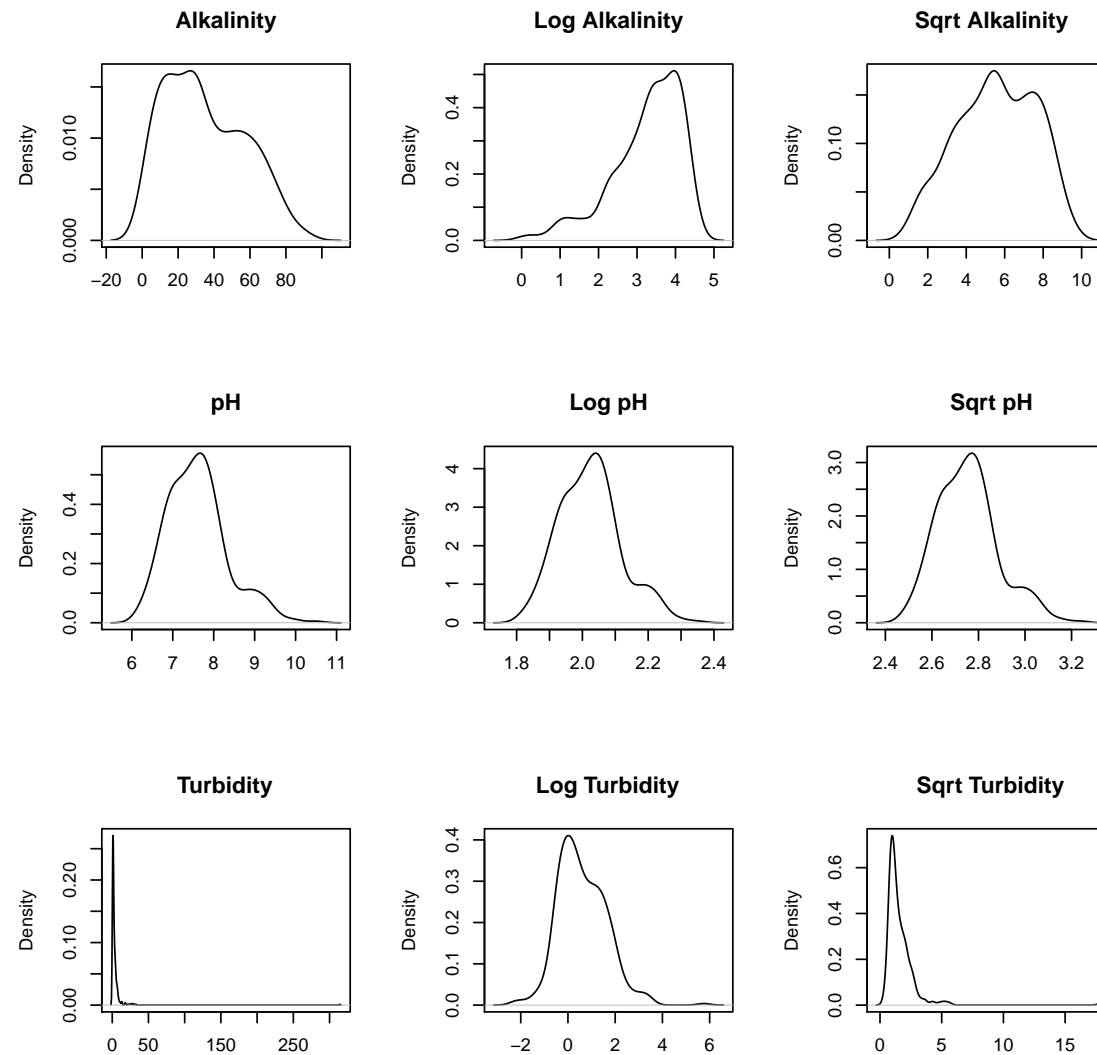 Alkalinity
Density
0.000 0.010
−20 0 20 40 60 80
Log Alkalinity
Density
0.0 0.2 0.4
0 1 2 3 4 5
Sqrt Alkalinity
Density
0.00 0.10
0 2 4 6 8 10
pH
Density
0.0 0.2 0.4
6 7 8 9 10 11
Log pH
Density
0 1 2 3 4
1.8 2.0 2.2 2.4
Sqrt pH
Density
0.0 1.0 2.0 3.0
2.4 2.6 2.8 3.0 3.2
Turbidity
Density
0.00 0.10 0.20
0 50 150 250
Log Turbidity
Density
0.0 0.1 0.2 0.3 0.4
−2 0 2 4 6
Sqrt Turbidity
Density
0.0 0.2 0.4 0.6
0 5 10 15